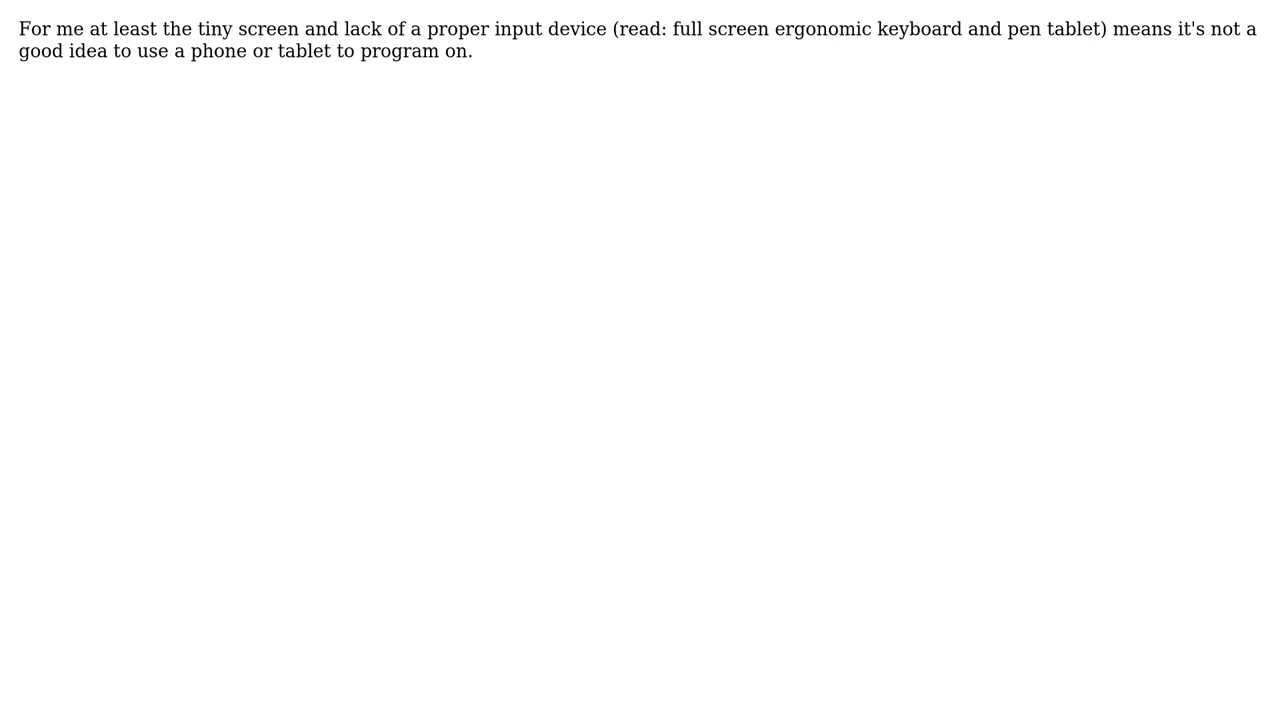 For me at least the tiny screen and lack of a proper input device (read: full screen ergonomic keyboard and pen tablet) means it's not a
good idea to use a phone or tablet to program on.